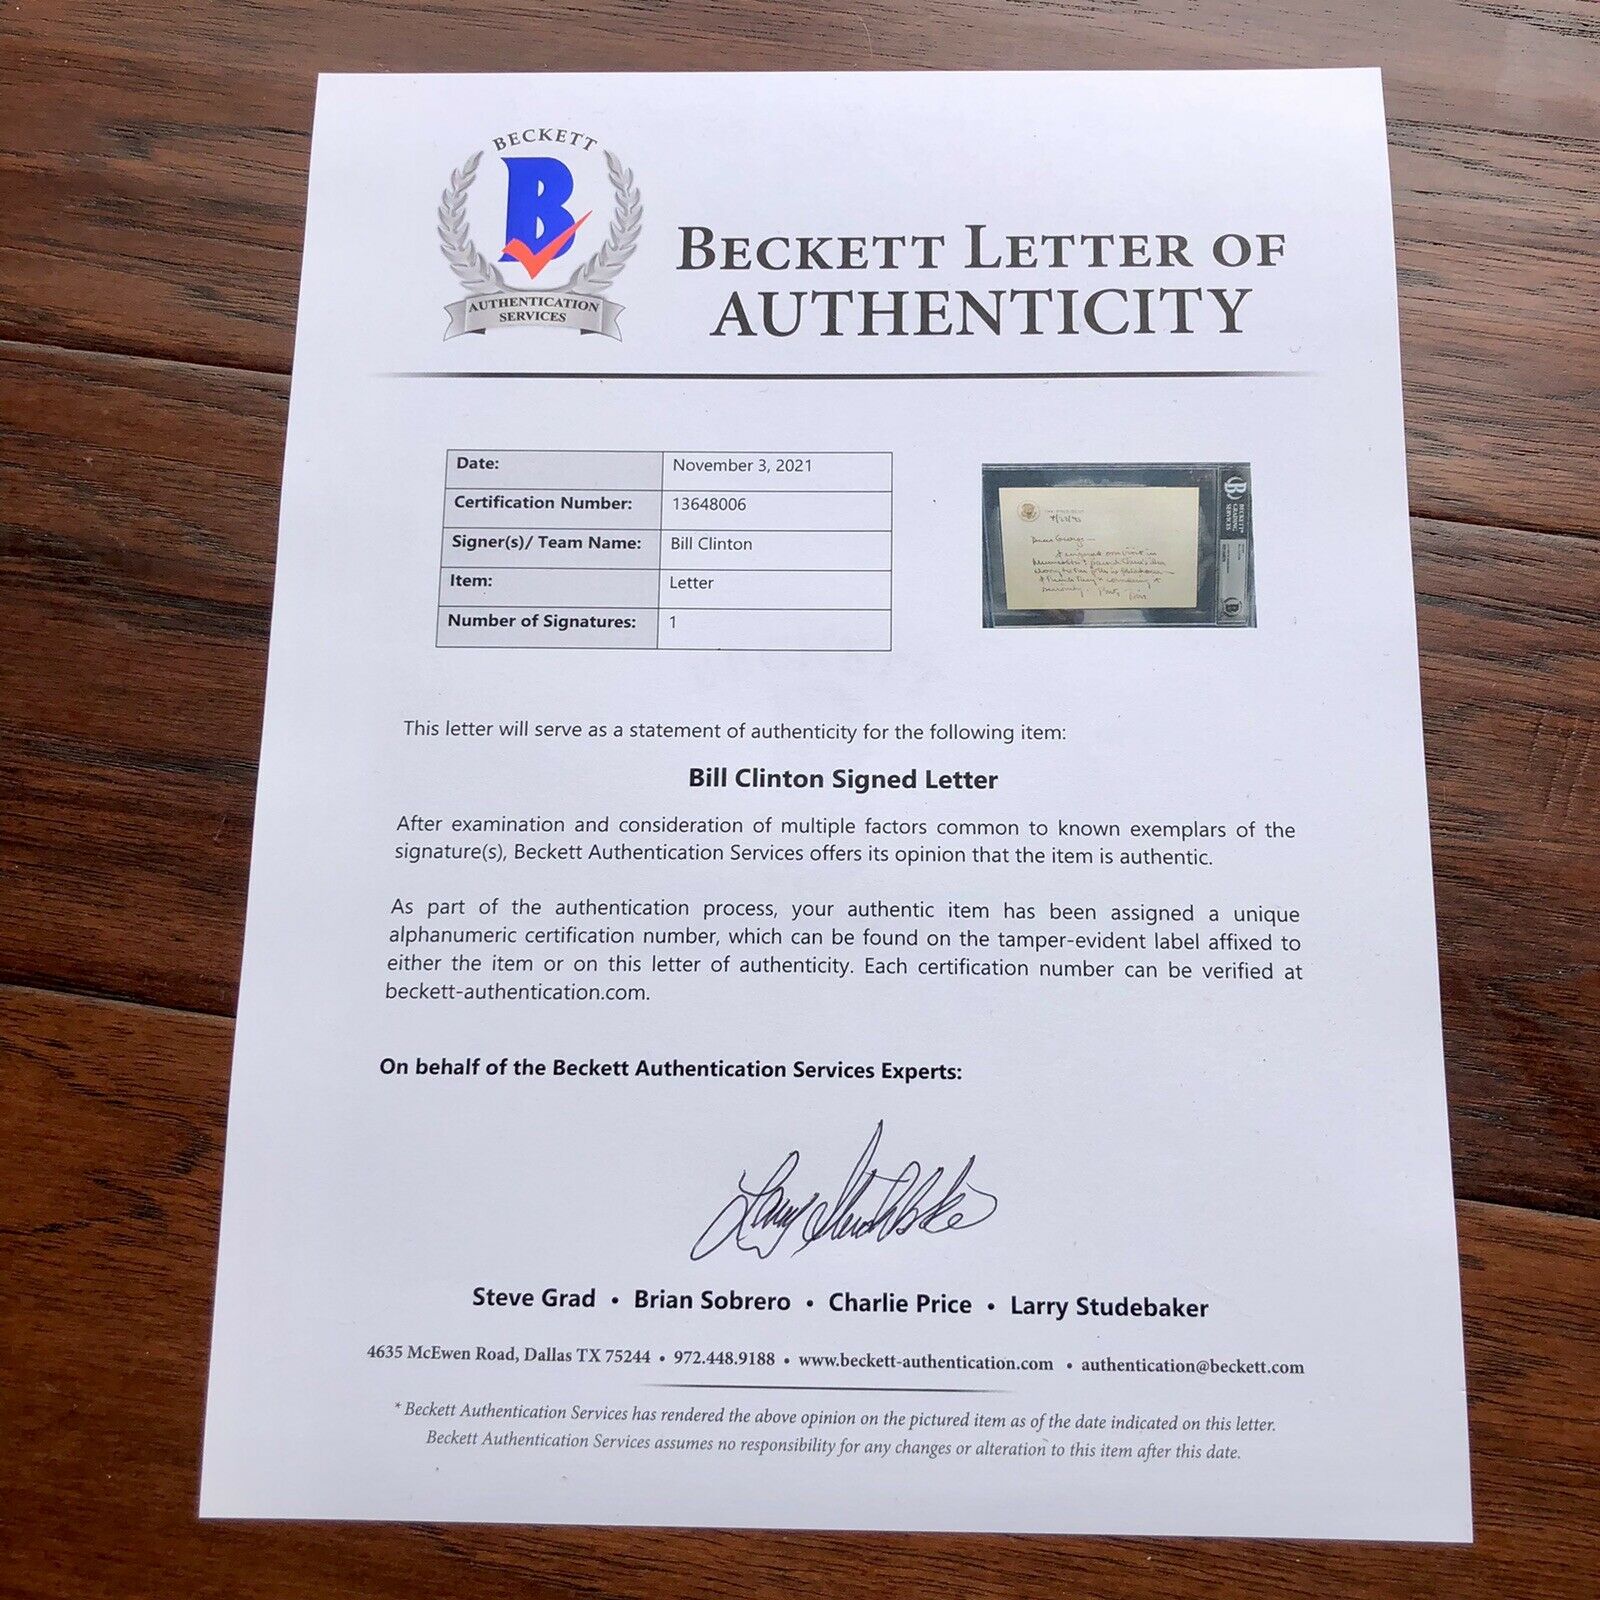 BECKETT
B
AUTHENTICATION
SERVICES
BECKETT LETTER OF
AUTHENTICITY
Date: November 3, 2021
Certification Number: 13648006
Signer(s)/ Team Name: Bill Clinton
Item: Letter
Number of Signatures: 1
Dear George—
BECKETT
GRADING
SERVICES
This letter will serve as a statement of authenticity for the following item:
Bill Clinton Signed Letter
After examination and consideration of multiple factors common to known exemplars of the
signature(s), Beckett Authentication Services offers its opinion that the item is authentic.
As part of the authentication process, your authentic item has been assigned a unique
alphanumeric certification number, which can be found on the tamper-evident label affixed to
either the item or on this letter of authenticity. Each certification number can be verified at
beckett-authentication.com.
On behalf of the Beckett Authentication Services Experts:
Larry Studebaker
Steve Grad • Brian Sobrero • Charlie Price • Larry Studebaker
4635 McEwen Road, Dallas TX 75244 • 972.448.9188 • www.beckett-authentication.com • authentication@beckett.com
* Beckett Authentication Services has rendered the above opinion on the pictured item as of the date indicated on this letter.
Beckett Authentication Services assumes no responsibility for any changes or alteration to this item after this date.